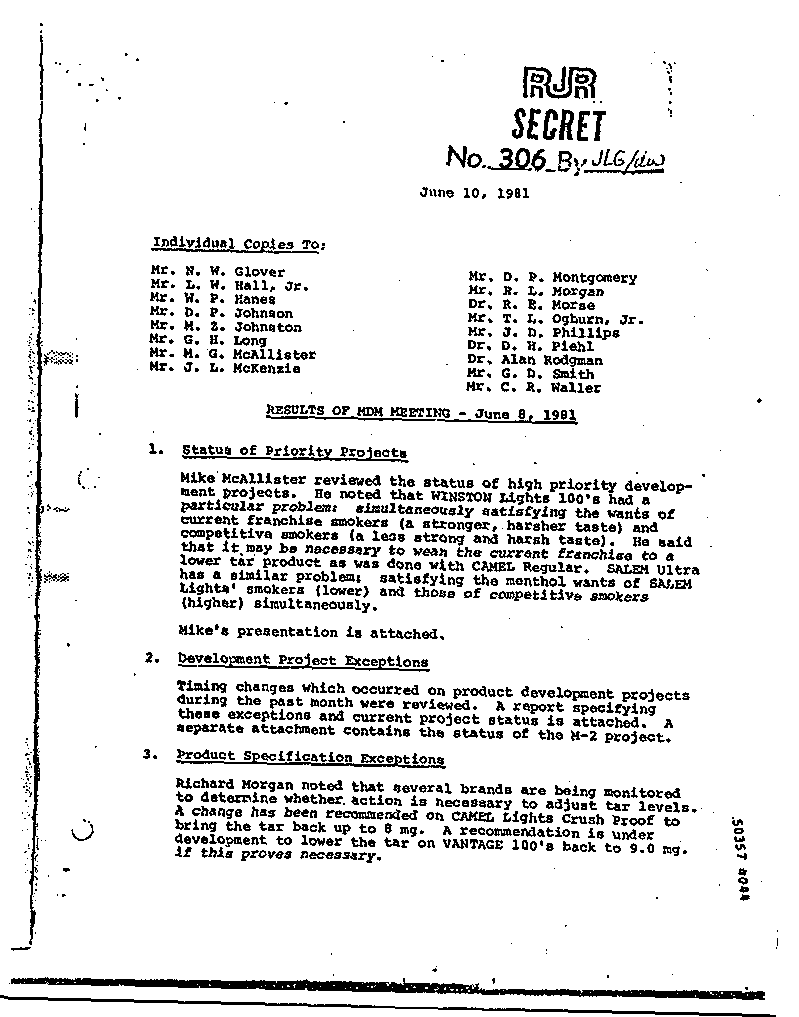 RJR
SECRET
No. 306 By JLG/dw
June 10, 1981
Individual Copies To:
Mr. N. W. Glover
Mr. L. W. Hall, Jr.
Mr. W. P. Hanes
Mr. D. P. Johnson
Mr. M. Z. Johnston
Mr. G. H. Long
Mr. M. G. McAllister
Mr. J. L. McKenzie
Mr. D. P. Montgomery
Mr. R. L. Morgan
Dr. R. E. Morse
Mr. T. L. Ogburn, Jr.
Mr. J. D. Phillips
Dr. D. H. Piehl
Dr. Alan Rodgman
Mr. G. D. Smith
Mr. C. R. Waller
RESULTS OF MDM MEETING - June 8, 1981
1. Status of Priority Projects
Mike McAllister reviewed the status of high priority develop-
ment projects. He noted that WINSTON Lights 100's had a
particular problem: simultaneously satisfying the wants of
current franchise smokers (a stronger, harsher taste) and
competitive smokers (a less strong and harsh taste). He said
that it may be necessary to wean the current franchise to a
lower tar product as was done with CAMEL Regular. SALEM Ultra
has a similar problem: satisfying the menthol wants of SALEM
Lights' smokers (lower) and those of competitive smokers
(higher) simultaneously.
Mike's presentation is attached.
2. Development Project Exceptions
Timing changes which occurred on product development projects
during the past month were reviewed. A report specifying
these exceptions and current project status is attached. A
separate attachment contains the status of the M-2 project.
3. Product Specification Exceptions
Richard Morgan noted that several brands are being monitored
to determine whether action is necessary to adjust tar levels.
A change has been recommended on CAMEL Lights Crush Proof to
bring the tar back up to 8 mg. A recommendation is under
development to lower the tar on VANTAGE 100's back to 9.0 mg.
if this proves necessary.
50357